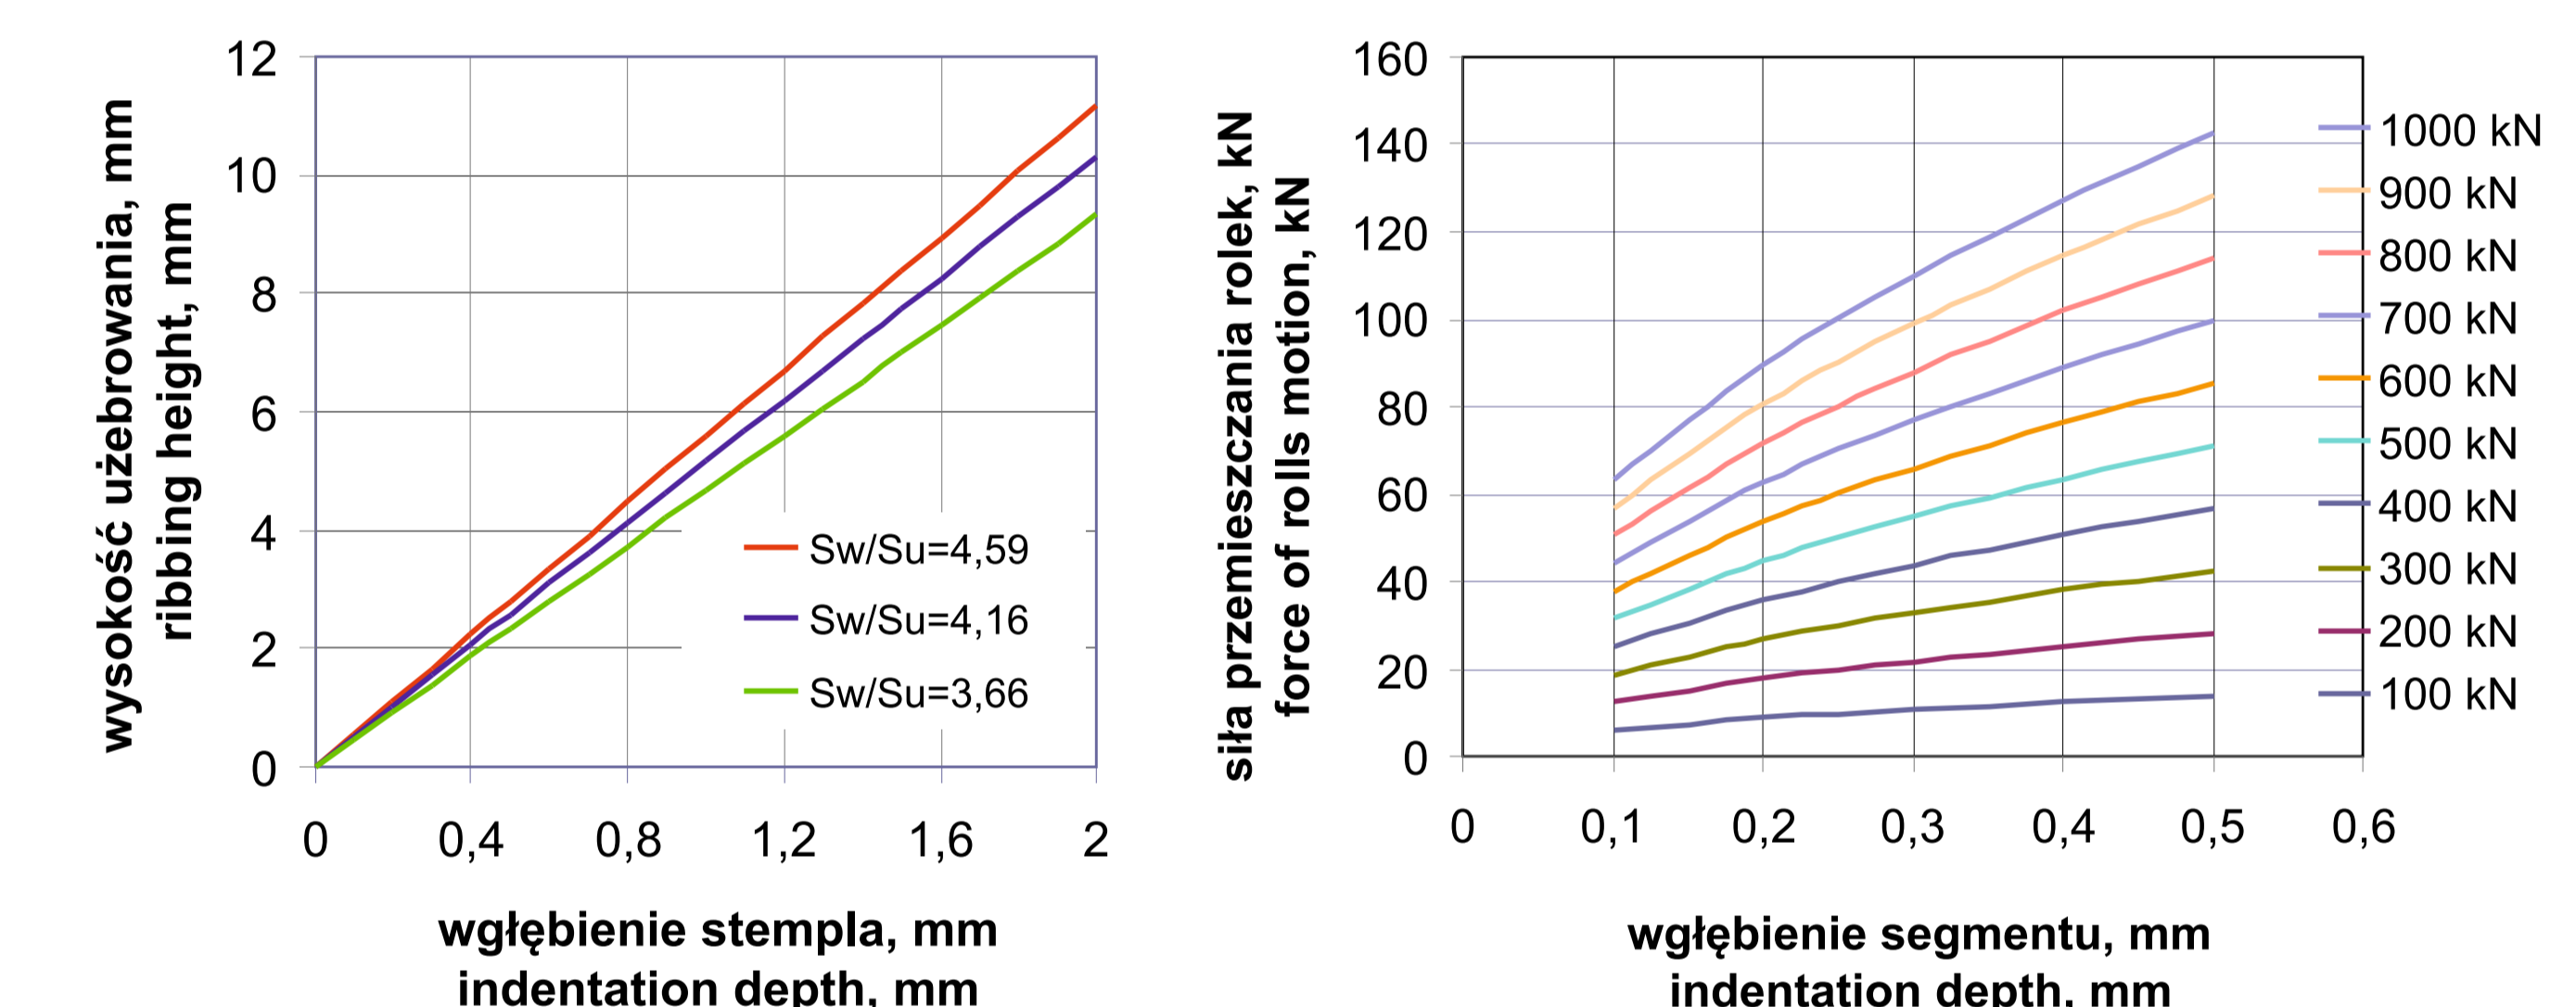 wysokość użebrowania, mm
ribbing height, mm
12
10
8
6
4
2
0
0 0,4 0,8 1,2 1,6 2
Sw/Su=4,59
Sw/Su=4,16
Sw/Su=3,66
wgłębienie stempla, mm
indentation depth, mm
siła przemieszczania rolek, kN
force of rolls motion, kN
160
140
120
100
80
60
40
20
0
0 0,1 0,2 0,3 0,4 0,5 0,6
1000 kN
900 kN
800 kN
700 kN
600 kN
500 kN
400 kN
300 kN
200 kN
100 kN
wgłębienie segmentu, mm
indentation depth, mm